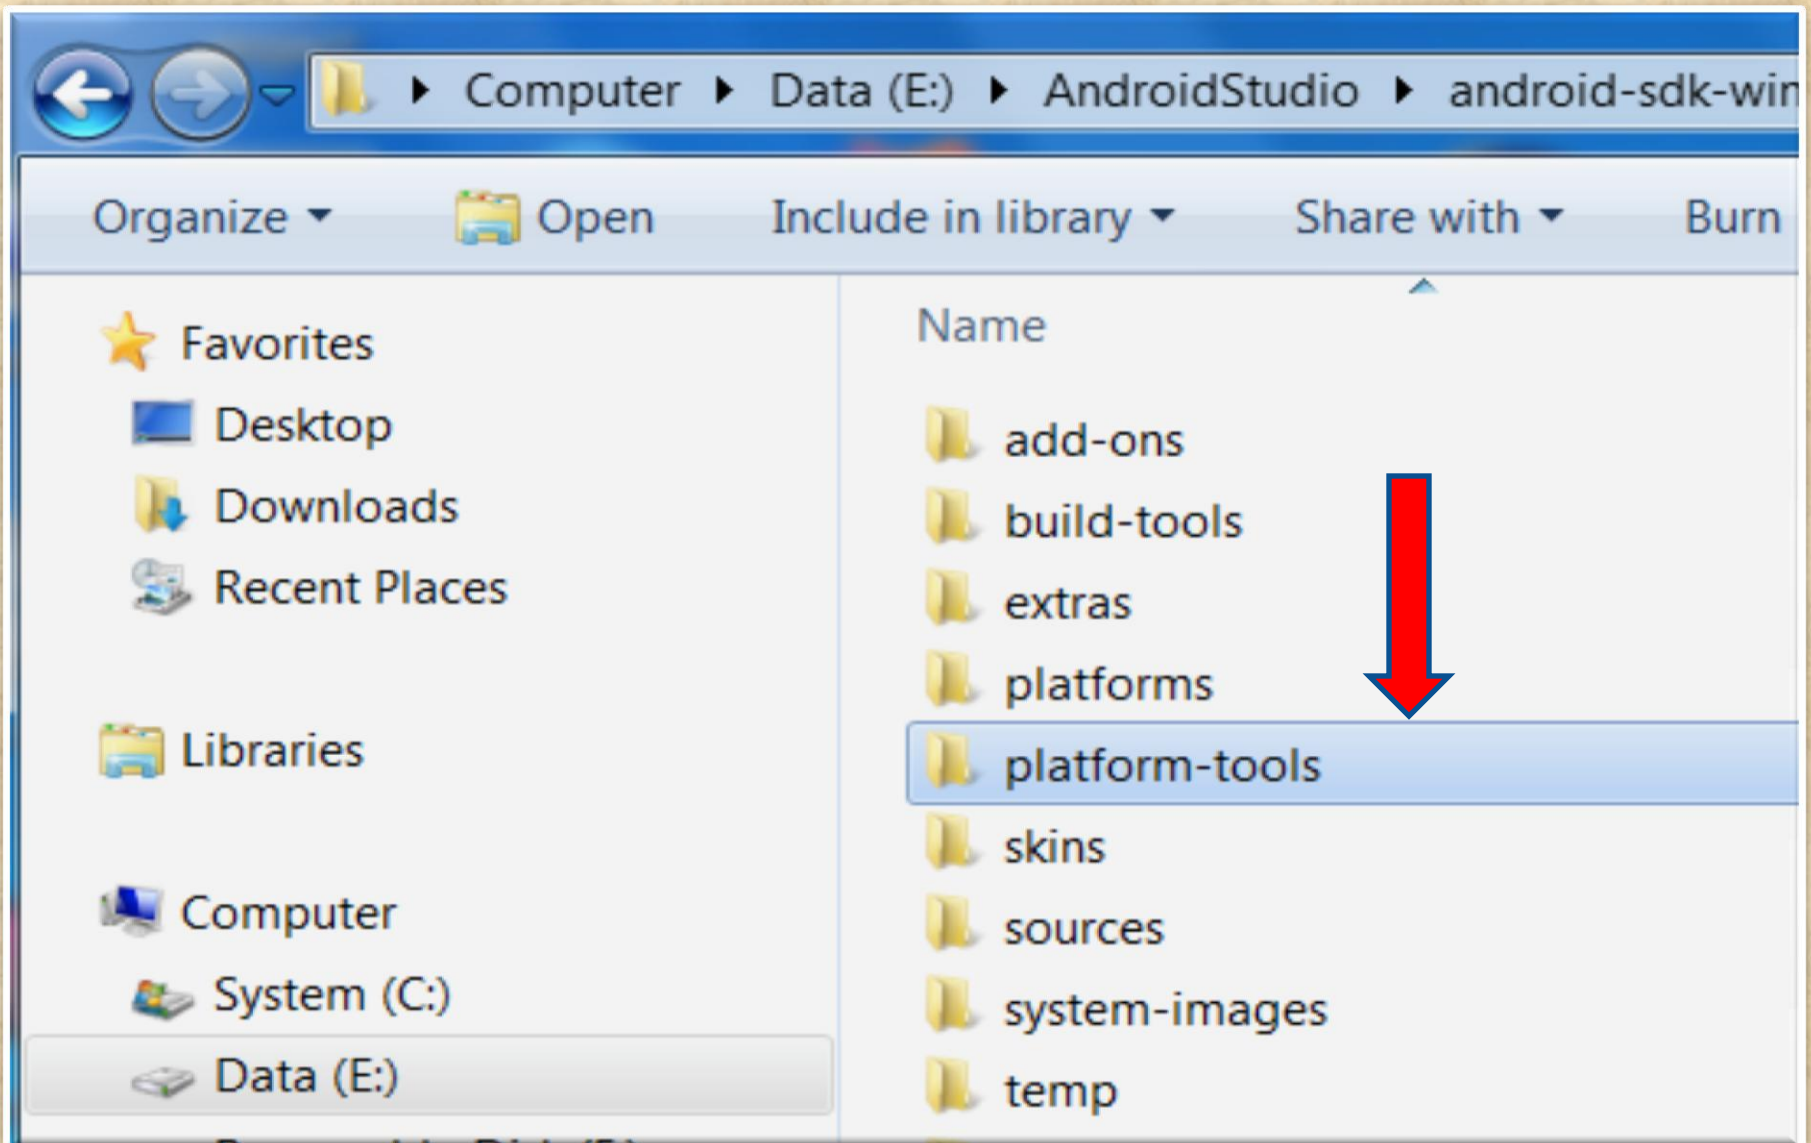 Computer Data (E:) AndroidStudio android-sdk-win
Organize Open Include in library Share with Burn
Favorites
Desktop
Downloads
Recent Places
Libraries
Computer
System (C:)
Data (E:)
Name
add-ons
build-tools
extras
platforms
platform-tools
skins
sources
system-images
temp